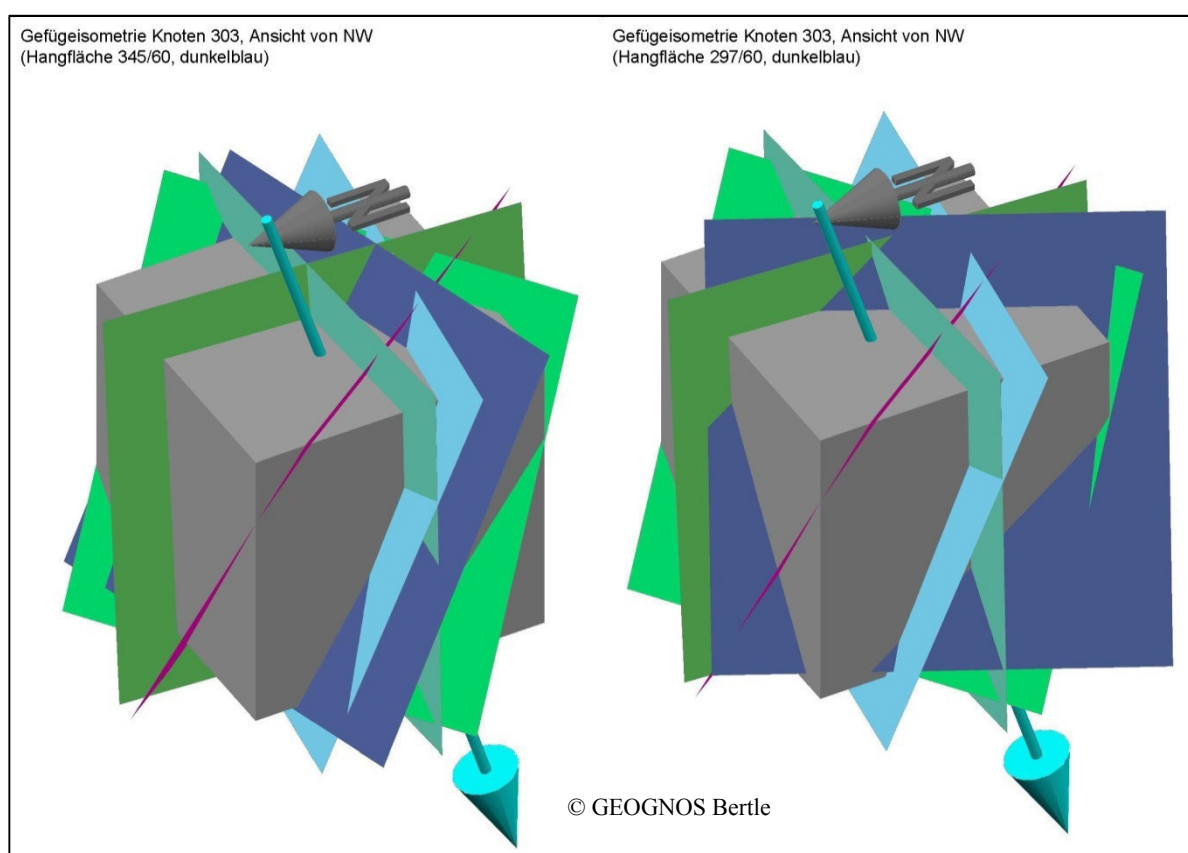 Gefügeisometrie Knoten 303, Ansicht von NW
(Hangfläche 345/60, dunkelblau)
Gefügeisometrie Knoten 303, Ansicht von NW
(Hangfläche 297/60, dunkelblau)
N
N
© GEOGNOS Bertle